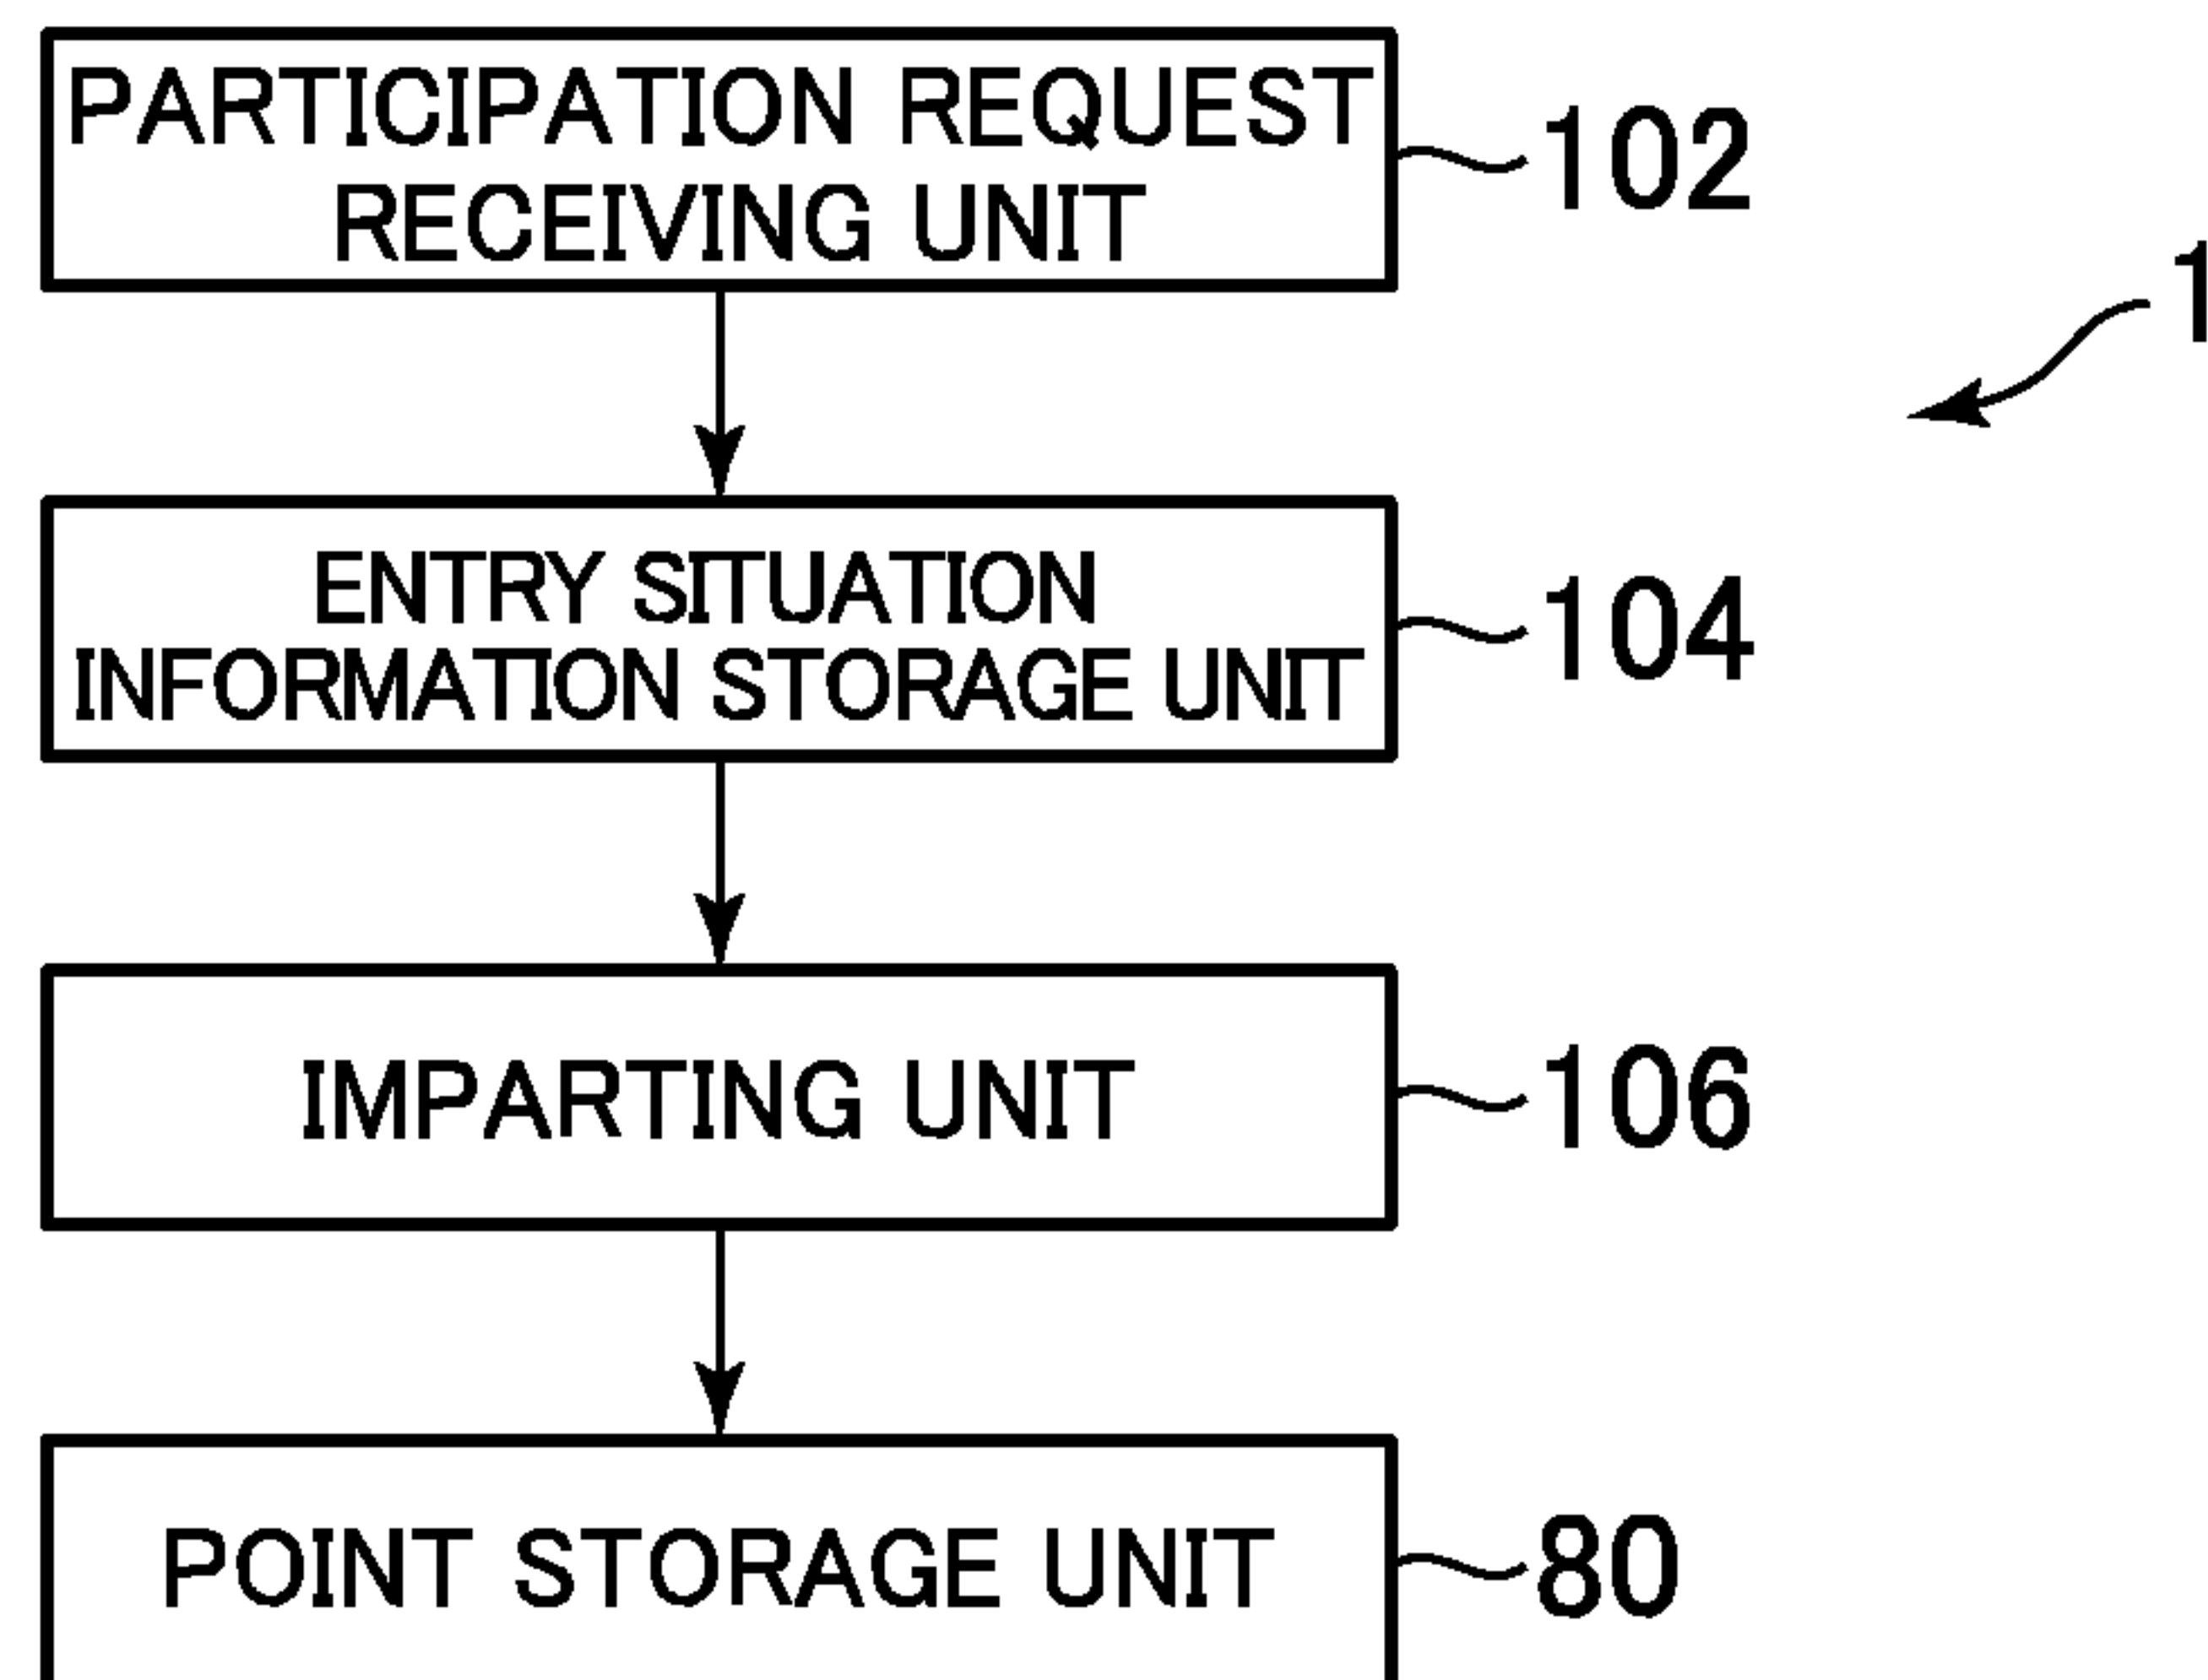 PARTICIPATION REQUEST
RECEIVING UNIT
102
1
ENTRY SITUATION
INFORMATION STORAGE UNIT
104
IMPARTING UNIT
106
POINT STORAGE UNIT
80